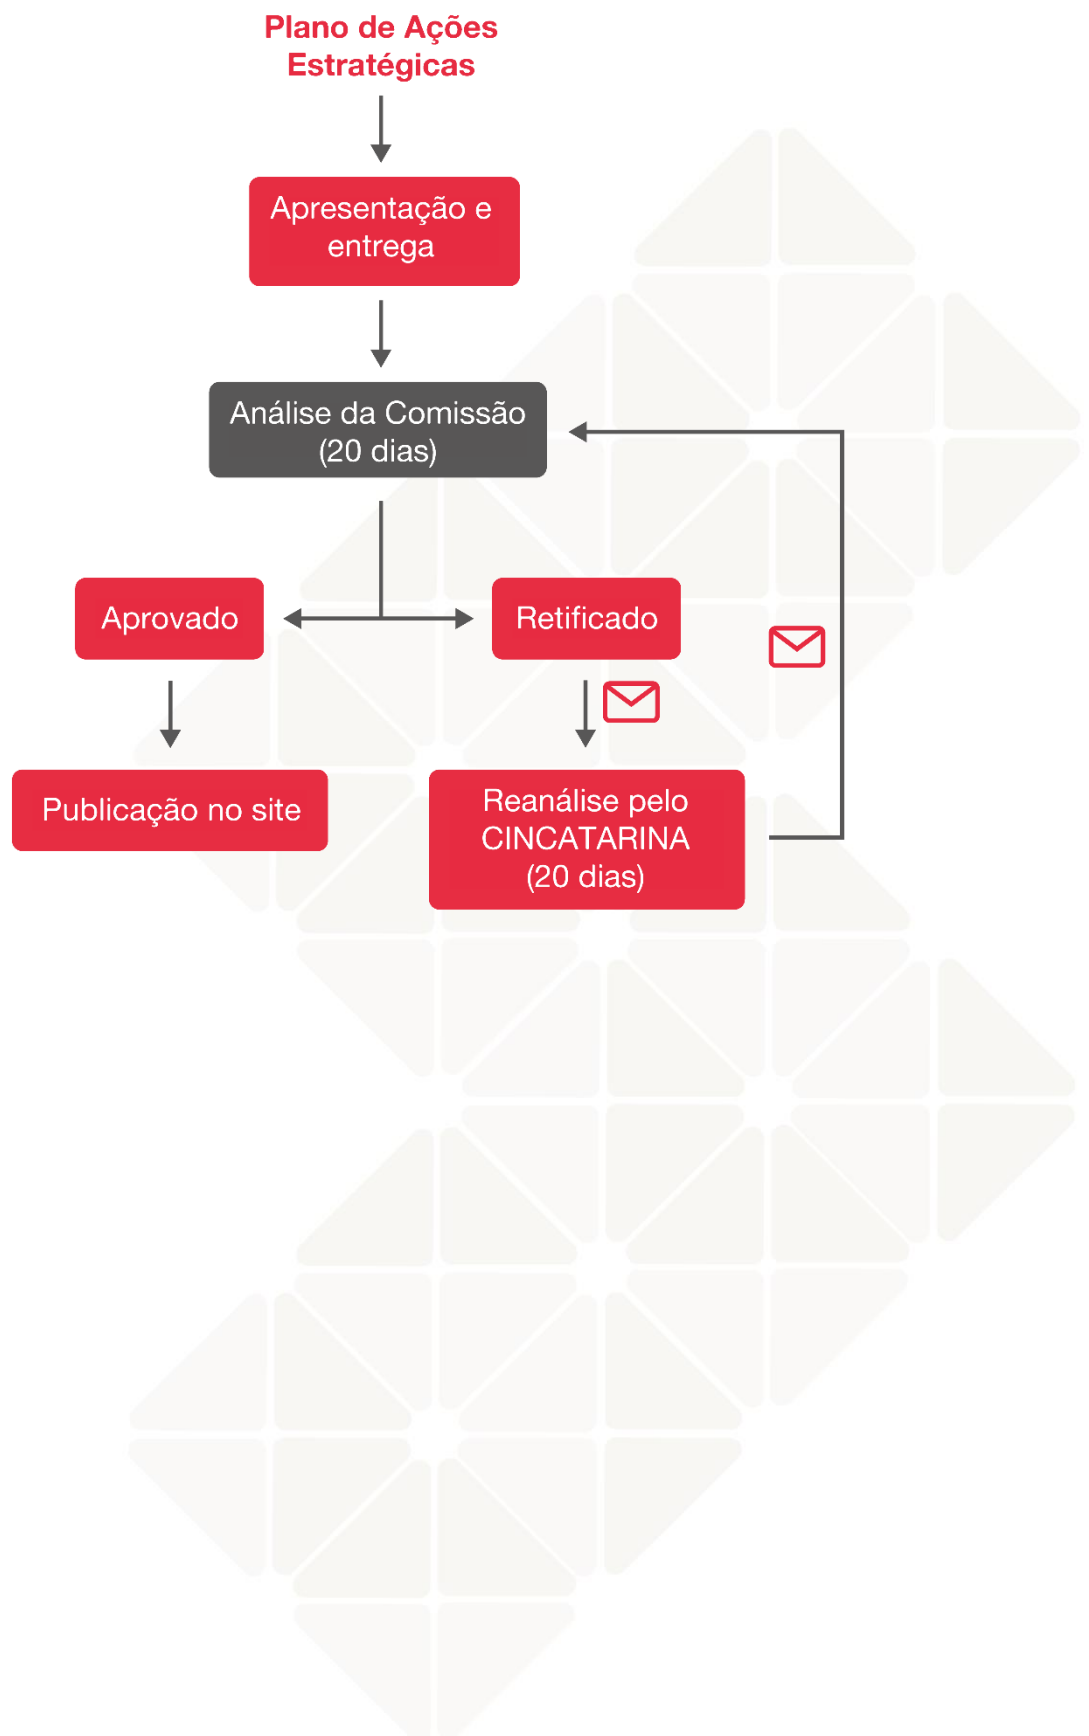 Plano de Ações
Estratégicas
Apresentação e
entrega
Análise da Comissão
(20 dias)
Aprovado
Retificado
Publicação no site
Reanálise pelo
CINCATARINA
(20 dias)